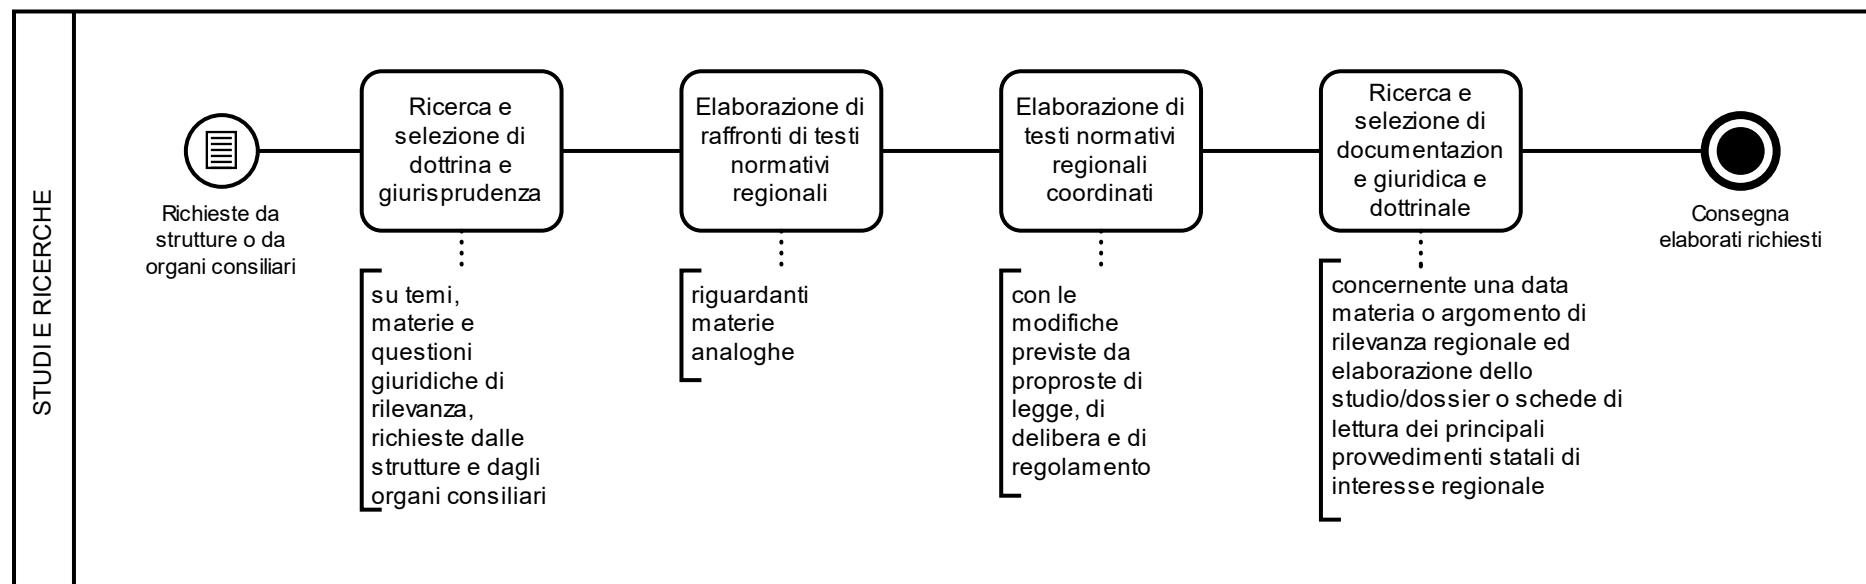 STUDI E RICERCHE
Richieste da
strutture o da
organi consiliari
Ricerca e
selezione di
dottrina e
giurisprudenza
su temi,
materie e
questioni
giuridiche di
rilevanza,
richieste dalle
strutture e dagli
organi consiliari
Elaborazione di
raffronti di testi
normativi
regionali
riguardanti
materie
analoghe
Elaborazione di
testi normativi
regionali
coordinati
con le
modifiche
previste da
proproste di
legge, di
delibera e di
regolamento
Ricerca e
selezione di
documentazion
e giuridica e
dottrinale
concernente una data
materia o argomento di
rilevanza regionale ed
elaborazione dello
studio/dossier o schede di
lettura dei principali
provvedimenti statali di
interesse regionale
Consegna
elaborati richiesti